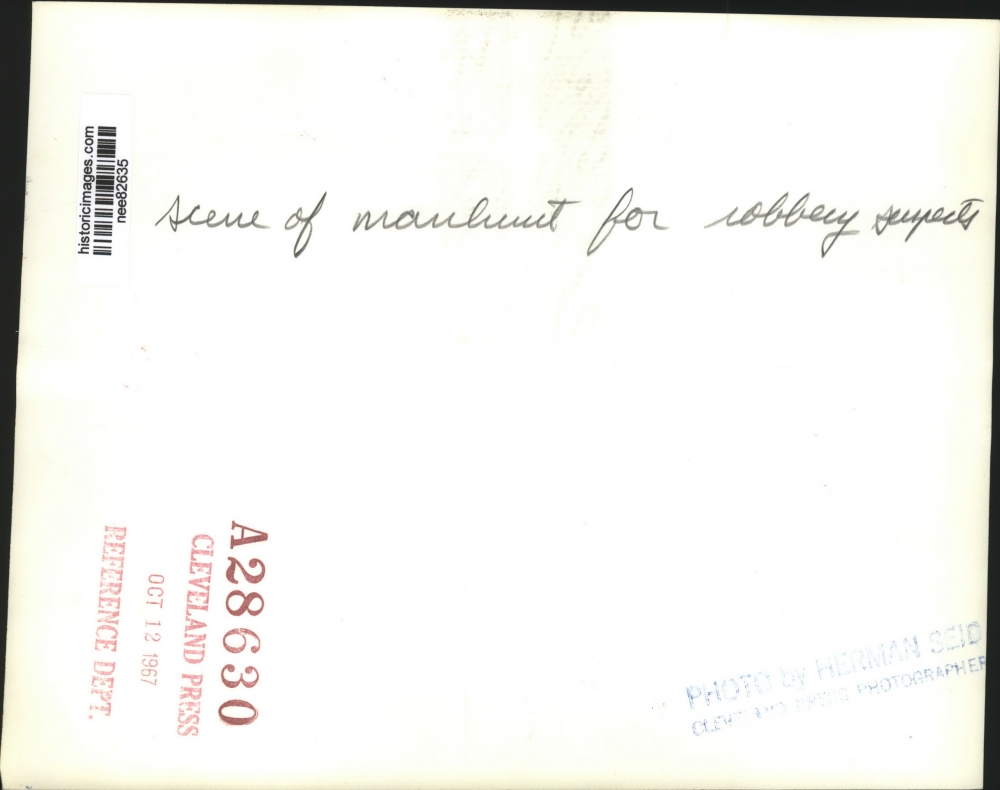 historicimages.com
nee82635
scene of manhunt for robbery suspects
A28630
CLEVELAND PRESS
OCT 12 1967
REFERENCE DEPT.
PHOTO by HERMAN SEID
CLEVELAND PRESS PHOTOGRAPHER